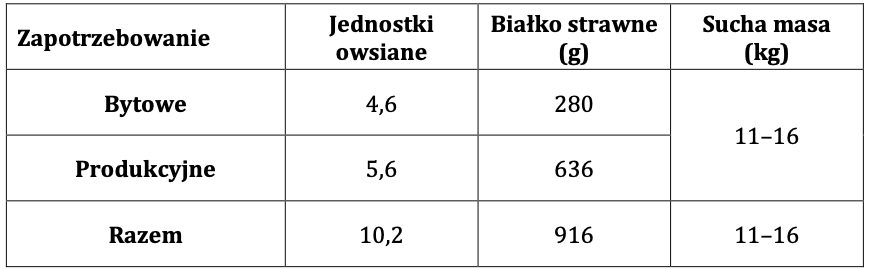 Zapotrzebowanie
Jednostki
owsiane
Białko strawne
(g)
Sucha masa
(kg)
Bytowe
4,6
280
11–16
Produkcyjne
5,6
636
Razem
10,2
916
11–16